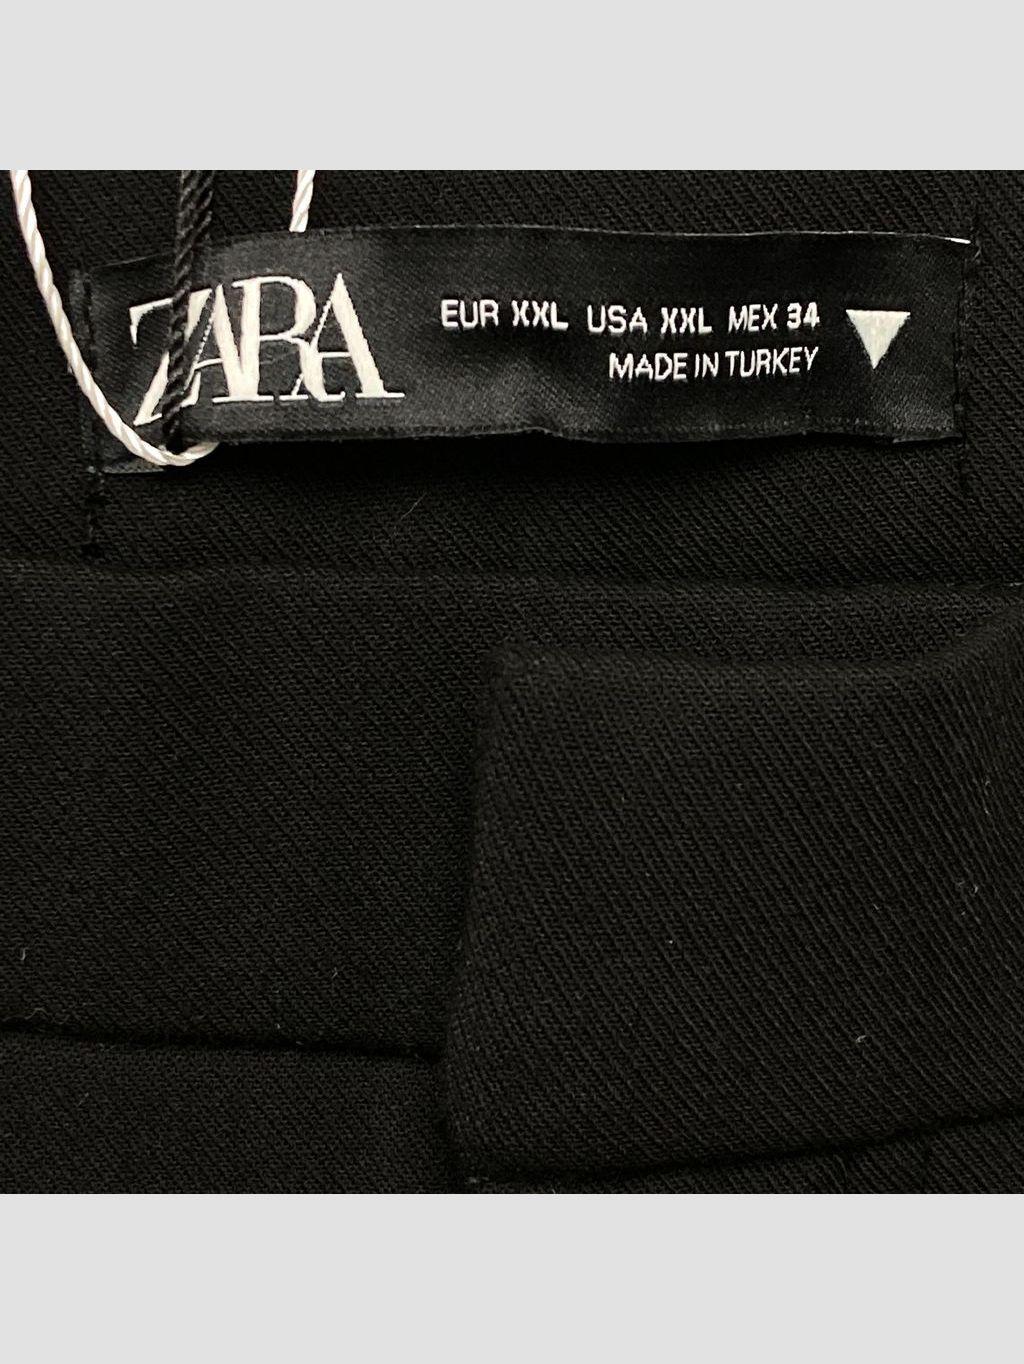 ZARA
EUR XXL USA XXL MEX 34
MADE IN TURKEY